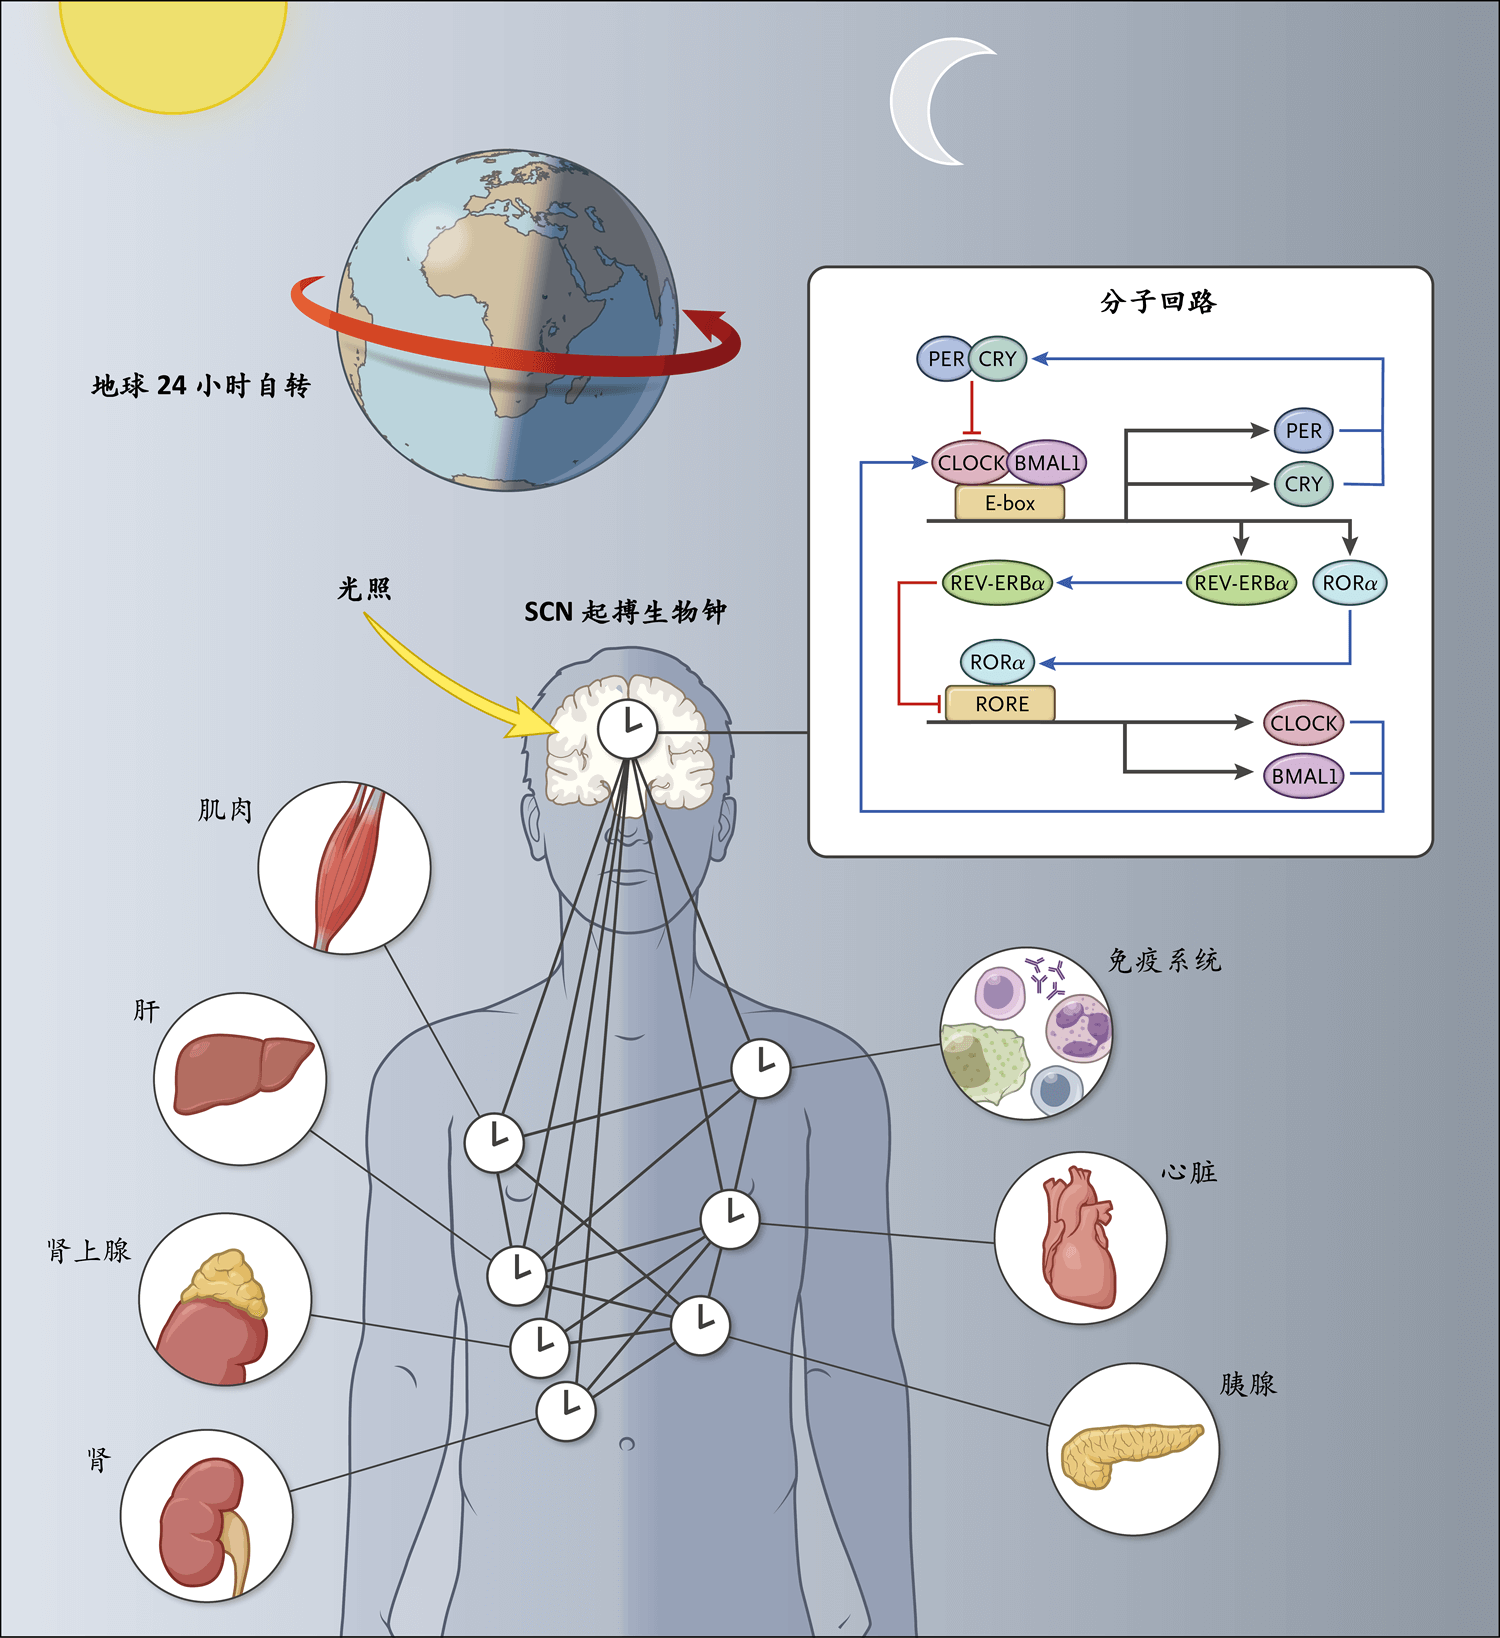 地球 24 小时自转
分子回路
PER CRY
PER
CLOCK BMAL1
CRY
E-box
REV-ERBα REV-ERBα RORα
RORα
RORE
CLOCK
BMAL1
光照
SCN 起搏生物钟
肌肉
肝
肾上腺
肾
免疫系统
心脏
胰腺